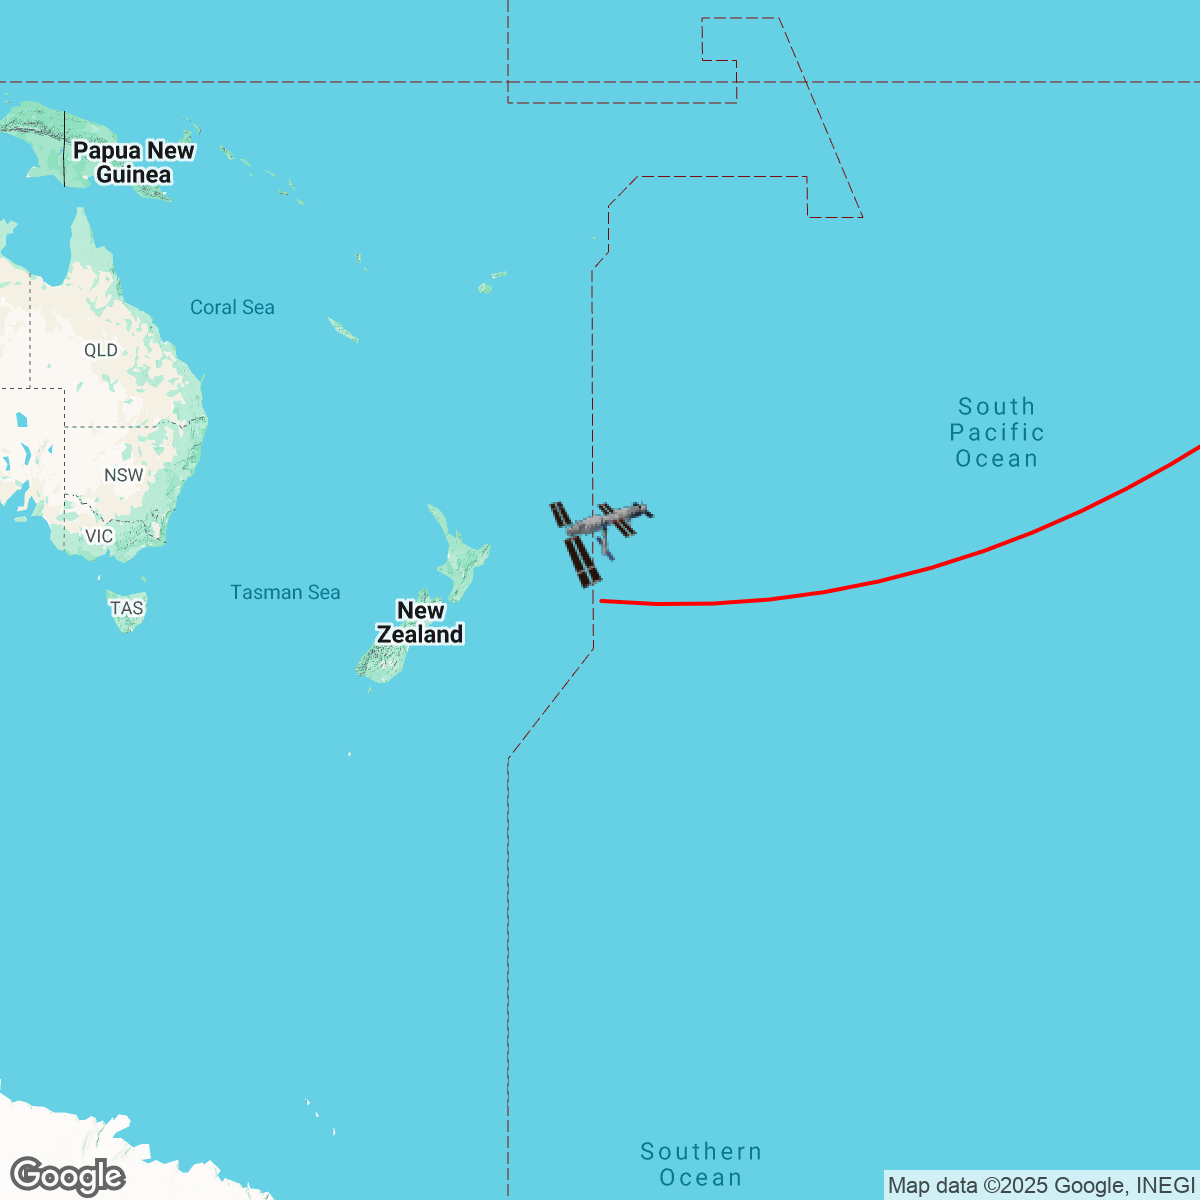 Papua New
Guinea
Coral Sea
QLD
South
Pacific
Ocean
NSW
VIC
Tasman Sea
TAS
New
Zealand
Southern
Ocean
Google
Map data ©2025 Google, INEGI